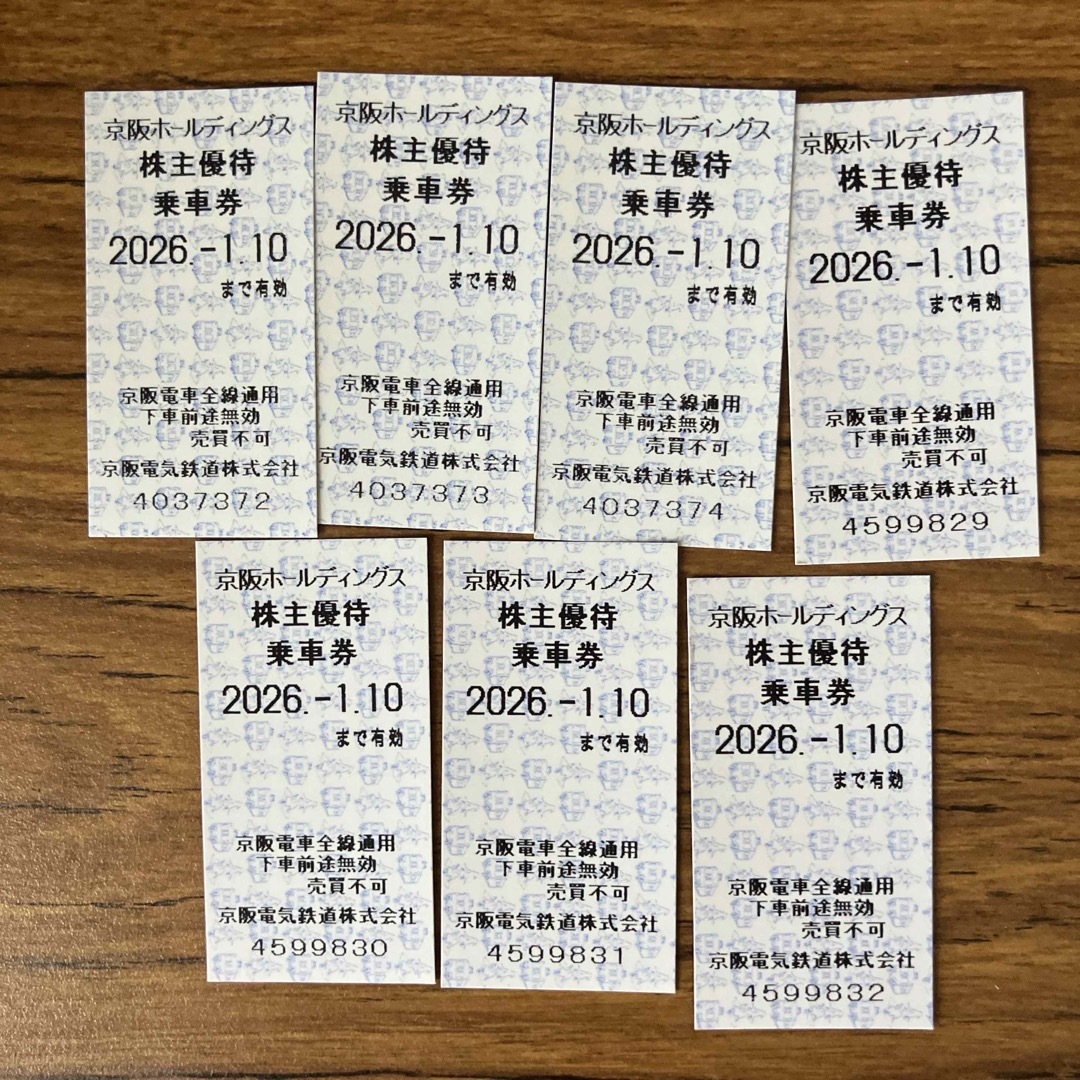 京阪ホールディングス
株主優待
乗車券
2026.-1.10
まで有効
京阪電車全線通用
下車前途無効
売買不可
京阪電気鉄道株式会社
4037372
京阪ホールディングス
株主優待
乗車券
2026.-1.10
まで有効
京阪電車全線通用
下車前途無効
売買不可
京阪電気鉄道株式会社
4037373
京阪ホールディングス
株主優待
乗車券
2026.-1.10
まで有効
京阪電車全線通用
下車前途無効
売買不可
京阪電気鉄道株式会社
4037374
京阪ホールディングス
株主優待
乗車券
2026.-1.10
まで有効
京阪電車全線通用
下車前途無効
売買不可
京阪電気鉄道株式会社
4599829
京阪ホールディングス
株主優待
乗車券
2026.-1.10
まで有効
京阪電車全線通用
下車前途無効
売買不可
京阪電気鉄道株式会社
4599830
京阪ホールディングス
株主優待
乗車券
2026.-1.10
まで有効
京阪電車全線通用
下車前途無効
売買不可
京阪電気鉄道株式会社
4599831
京阪ホールディングス
株主優待
乗車券
2026.-1.10
まで有効
京阪電車全線通用
下車前途無効
売買不可
京阪電気鉄道株式会社
4599832